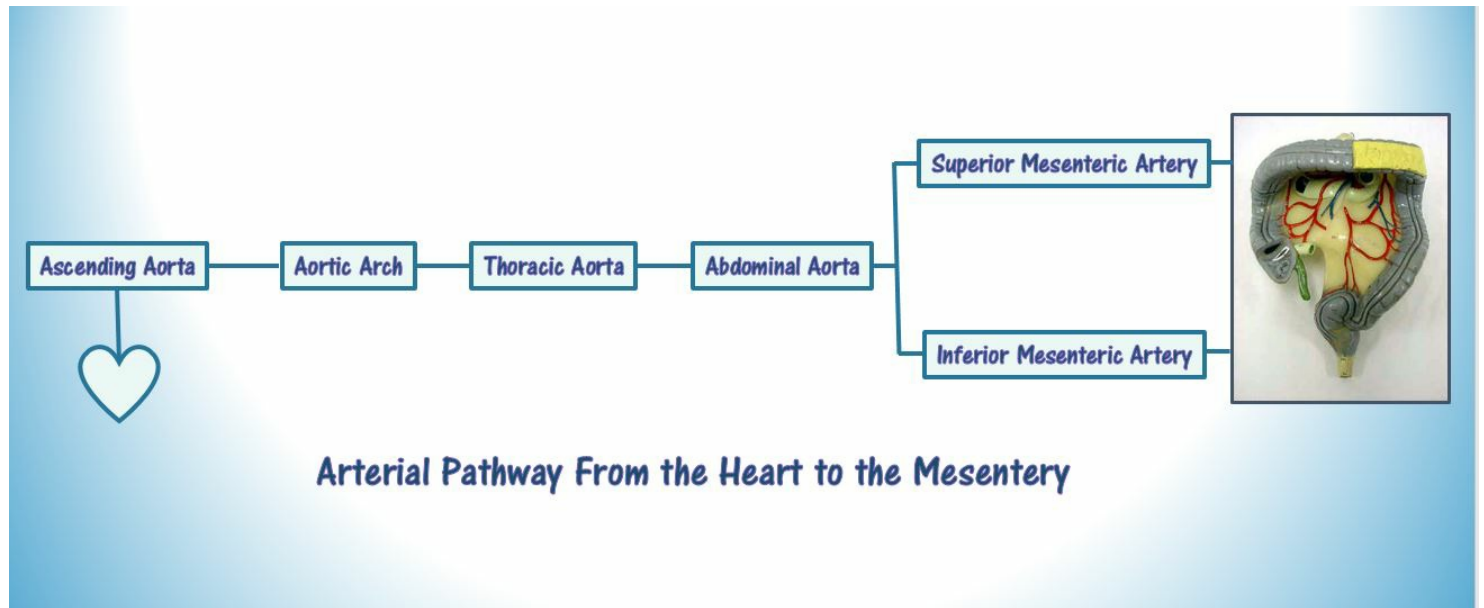 Superior Mesenteric Artery
Ascending Aorta
Aortic Arch
Thoracic Aorta
Abdominal Aorta
Inferior Mesenteric Artery
Arterial Pathway From the Heart to the Mesentery